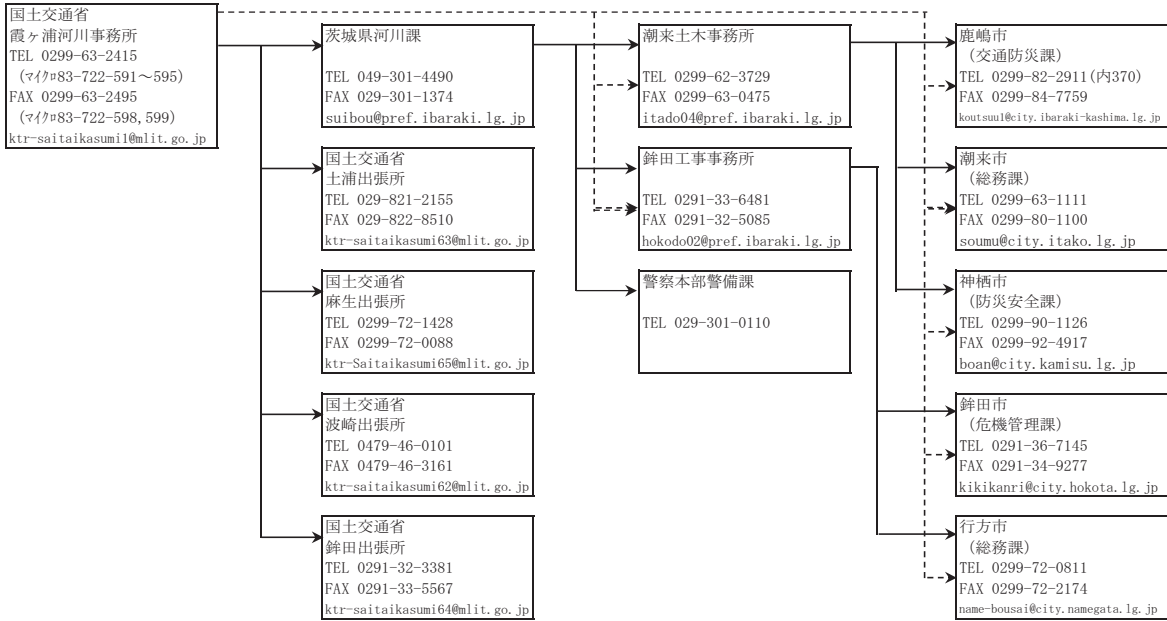 国土交通省
霞ヶ浦河川事務所
TEL 0299-63-2415
(ﾏｲｸﾛ83-722-591～595)
FAX 0299-63-2495
(ﾏｲｸﾛ83-722-598,599)
ktr-saitaikasumi1@mlit.go.jp
茨城県河川課
TEL 049-301-4490
FAX 029-301-1374
suibou@pref.ibaraki.lg.jp
国土交通省
土浦出張所
TEL 029-821-2155
FAX 029-822-8510
ktr-saitaikasumi63@mlit.go.jp
国土交通省
麻生出張所
TEL 0299-72-1428
FAX 0299-72-0088
ktr-Saitaikasumi65@mlit.go.jp
国土交通省
波崎出張所
TEL 0479-46-0101
FAX 0479-46-3161
ktr-saitaikasumi62@mlit.go.jp
国土交通省
鉾田出張所
TEL 0291-32-3381
FAX 0291-33-5567
ktr-saitaikasumi64@mlit.go.jp
潮来土木事務所
TEL 0299-62-3729
FAX 0299-63-0475
itado04@pref.ibaraki.lg.jp
鉾田工事事務所
TEL 0291-33-6481
FAX 0291-32-5085
hokodo02@pref.ibaraki.lg.jp
警察本部警備課
TEL 029-301-0110
鹿嶋市
(交通防災課)
TEL 0299-82-2911(内370)
FAX 0299-84-7759
koutsuu1@city.ibaraki-kashima.lg.jp
潮来市
(総務課)
TEL 0299-63-1111
FAX 0299-80-1100
soumu@city.itako.lg.jp
神栖市
(防災安全課)
TEL 0299-90-1126
FAX 0299-92-4917
boan@city.kamisu.lg.jp
鉾田市
(危機管理課)
TEL 0291-36-7145
FAX 0291-34-9277
kikikanri@city.hokota.lg.jp
行方市
(総務課)
TEL 0299-72-0811
FAX 0299-72-2174
name-bousai@city.namegata.lg.jp